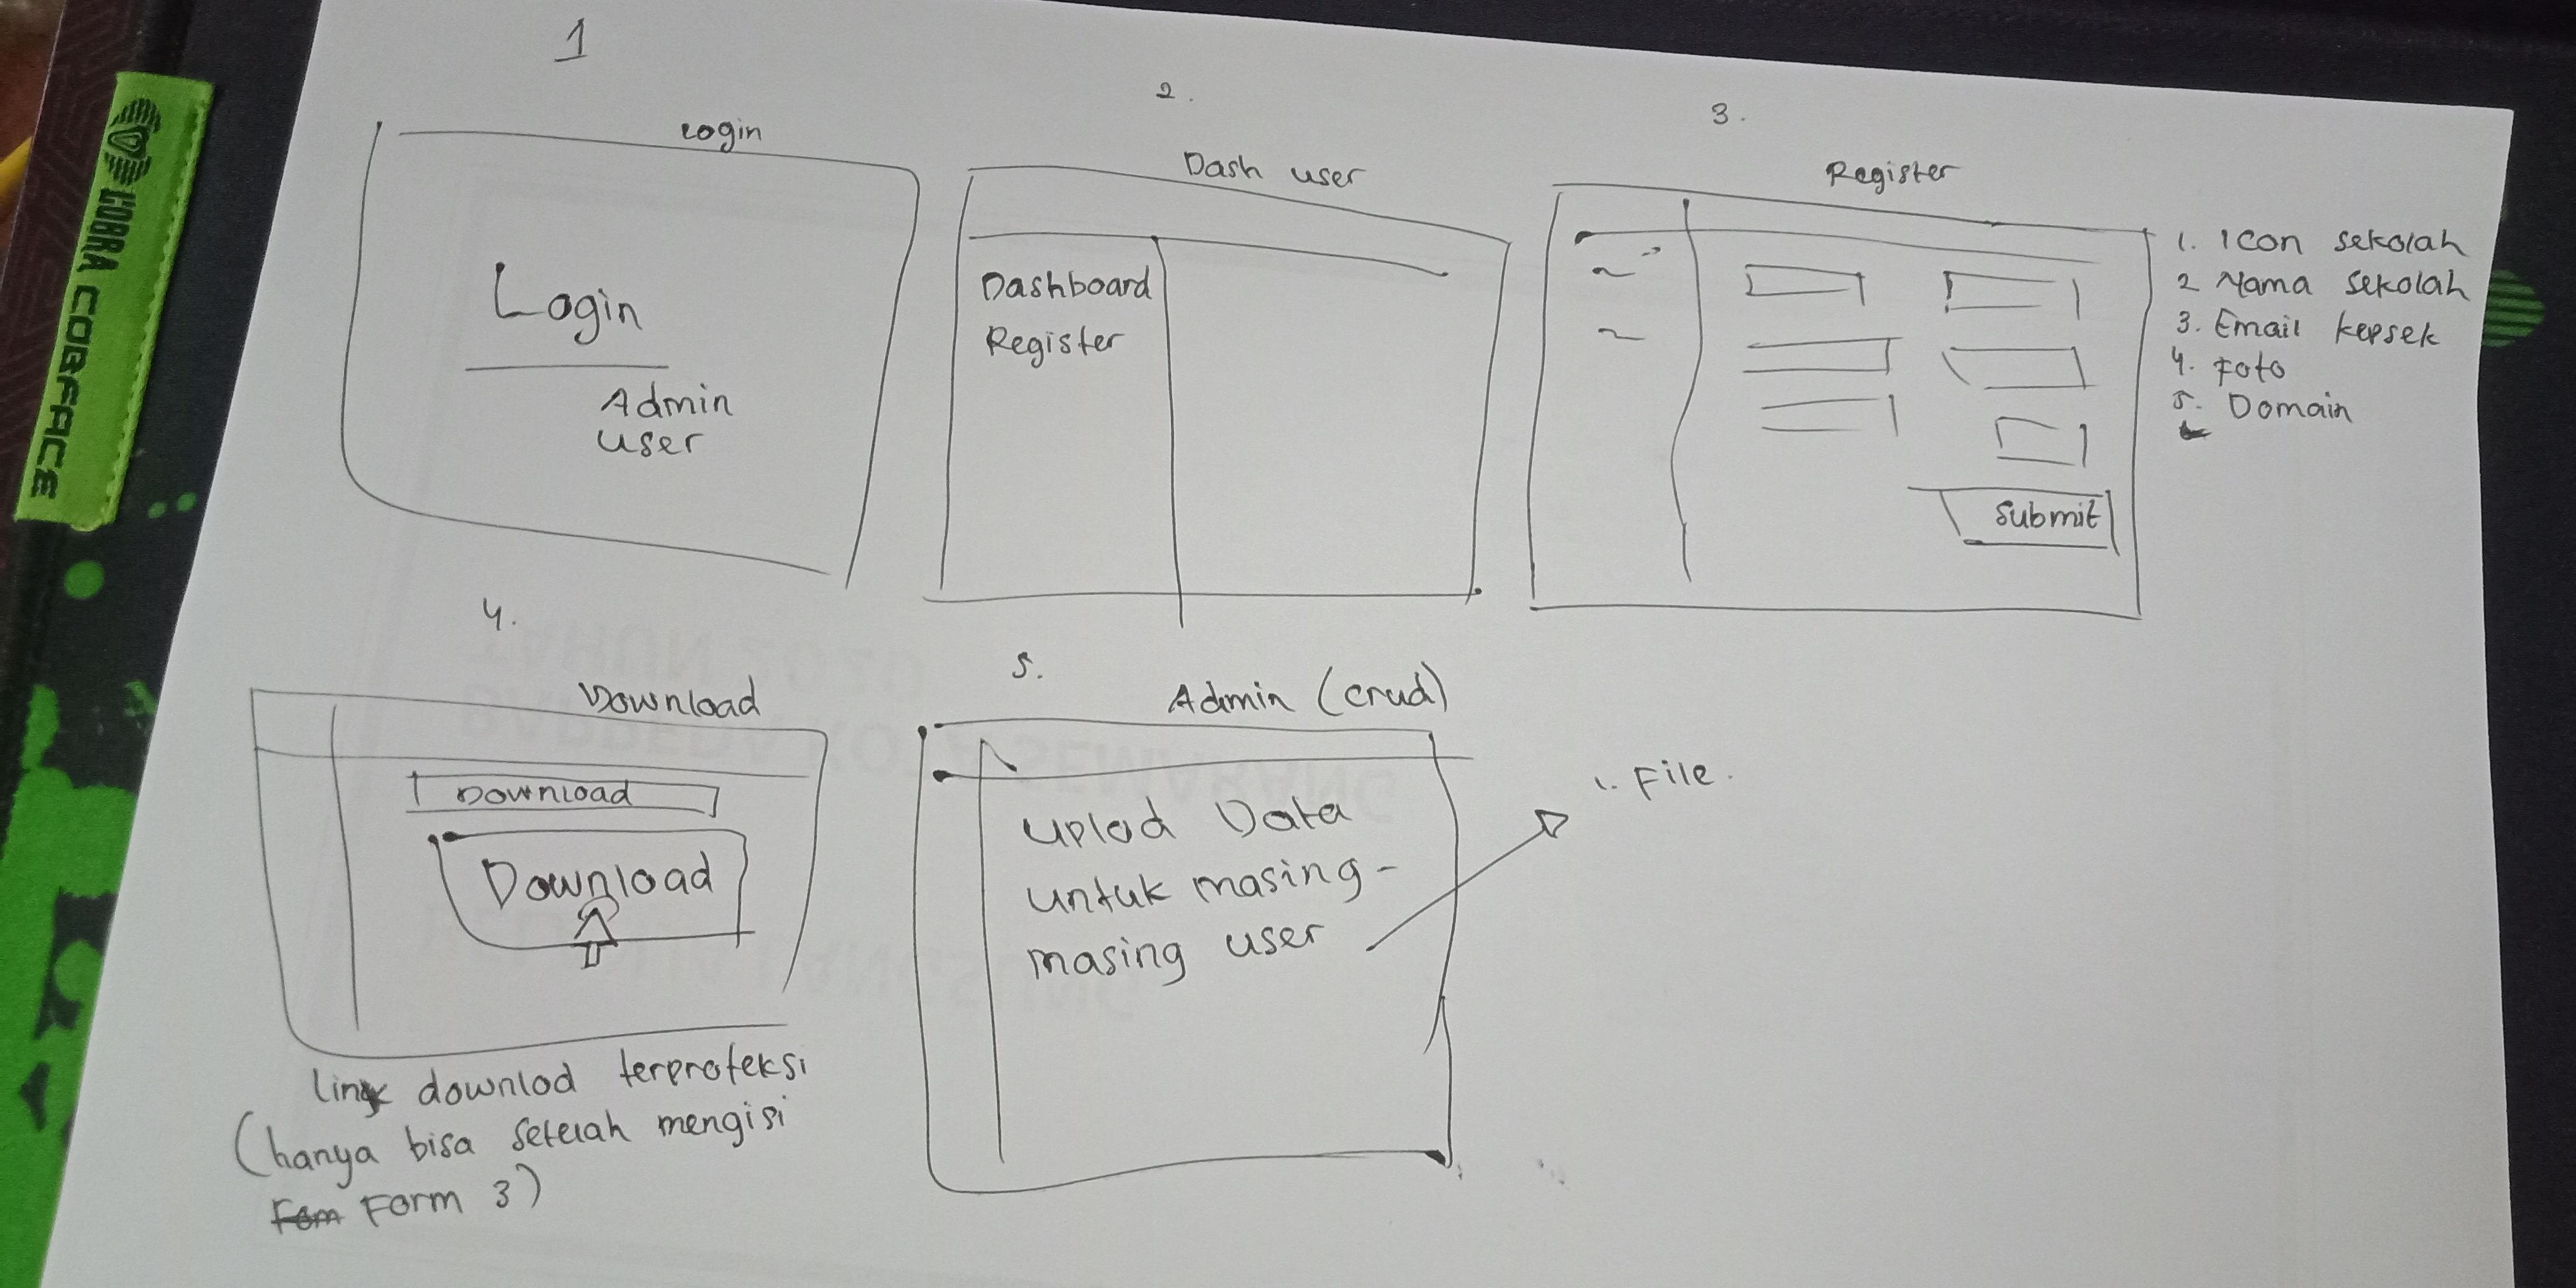 1
Login
Login
Admin
user
2.
Dash user
Dashboard
Register
3.
Register
1. Icon sekolah
2 Nama sekolah
3. Email kepsek
4. Foto
5. Domain
Submit
4.
Download
Download
Download
link downlod terproteksi
(hanya bisa setelah mengisi
Form 3)
5.
Admin (crud)
uplod Data
untuk masing-
masing user
1. File.
COBRA COBFACE